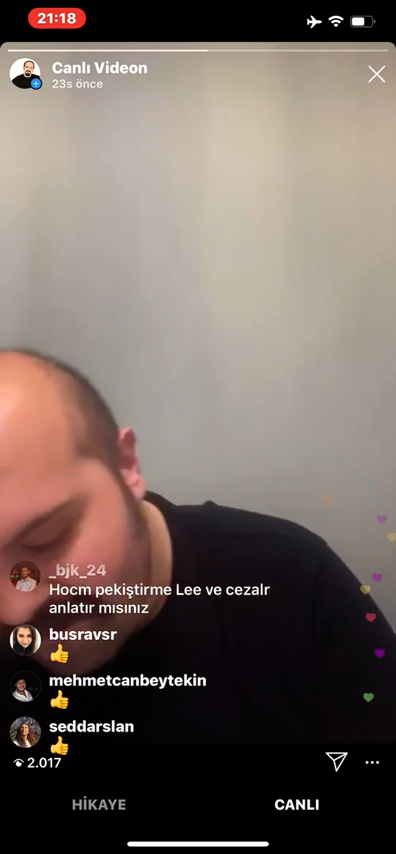 21:18
Canlı Videon
23s önce
_bjk_24
Hocm pekiştirme Lee ve cezalr
anlatır mısınız
busravsr
👍
mehmetcanbeytekin
👍
seddarslan
👍
2.017
HİKAYE CANLI